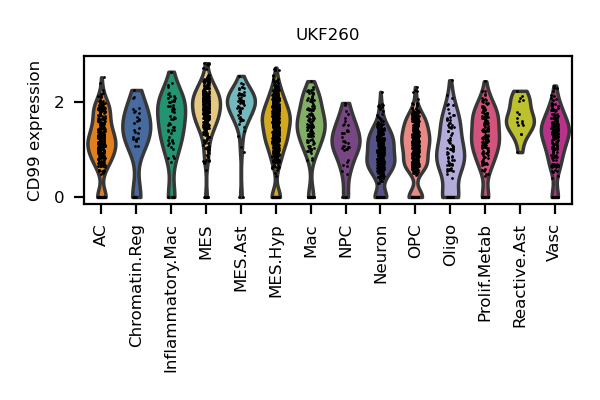 UKF260
CD99 expression
2
0
AC
Chromatin.Reg
Inflammatory.Mac
MES
MES.Ast
MES.Hyp
Mac
NPC
Neuron
OPC
Oligo
Prolif.Metab
Reactive.Ast
Vasc